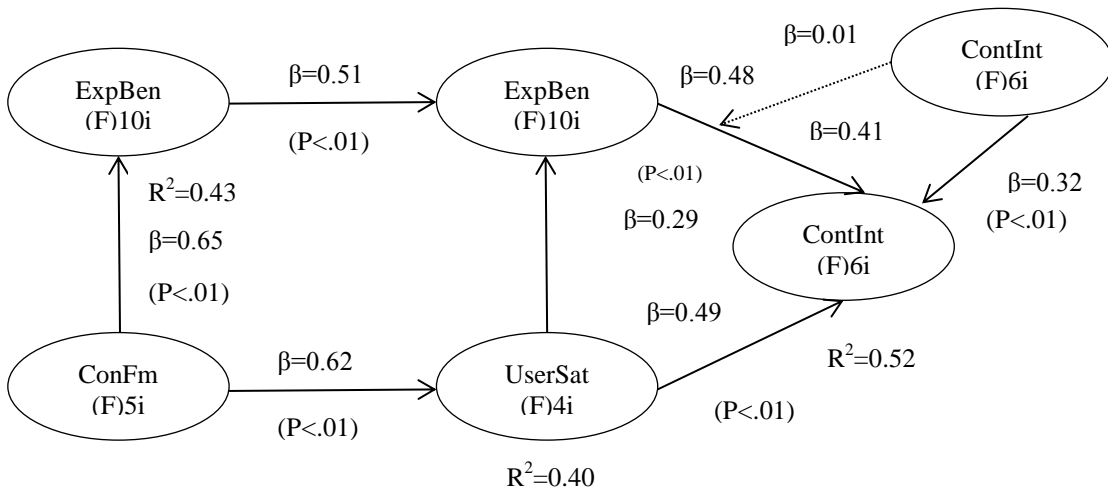 β=0.01
ContInt
(F)6i
β=0.51
β=0.48
ExpBen
(F)10i
ExpBen
(F)10i
β=0.41
(P<.01)
(P<.01)
β=0.32
(P<.01)
R²=0.43
β=0.29
ContInt
(F)6i
β=0.65
(P<.01)
β=0.49
β=0.62
R²=0.52
ConFm
(F)5i
UserSat
(F)4i
(P<.01)
(P<.01)
R²=0.40